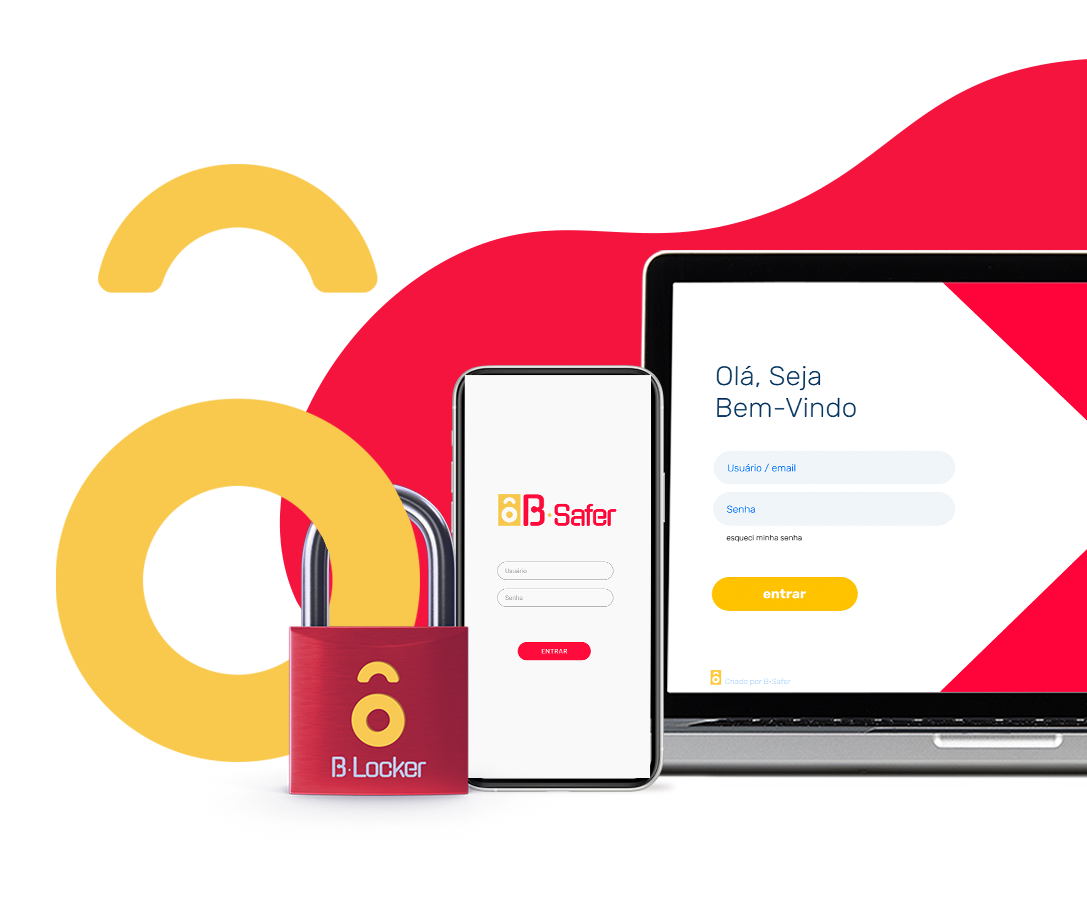 B·Locker
B·Safer
Usuário
Senha
ENTRAR
Olá, Seja
Bem-Vindo
Usuário / email
Senha
esqueci minha senha
entrar
Criado por B-Safer